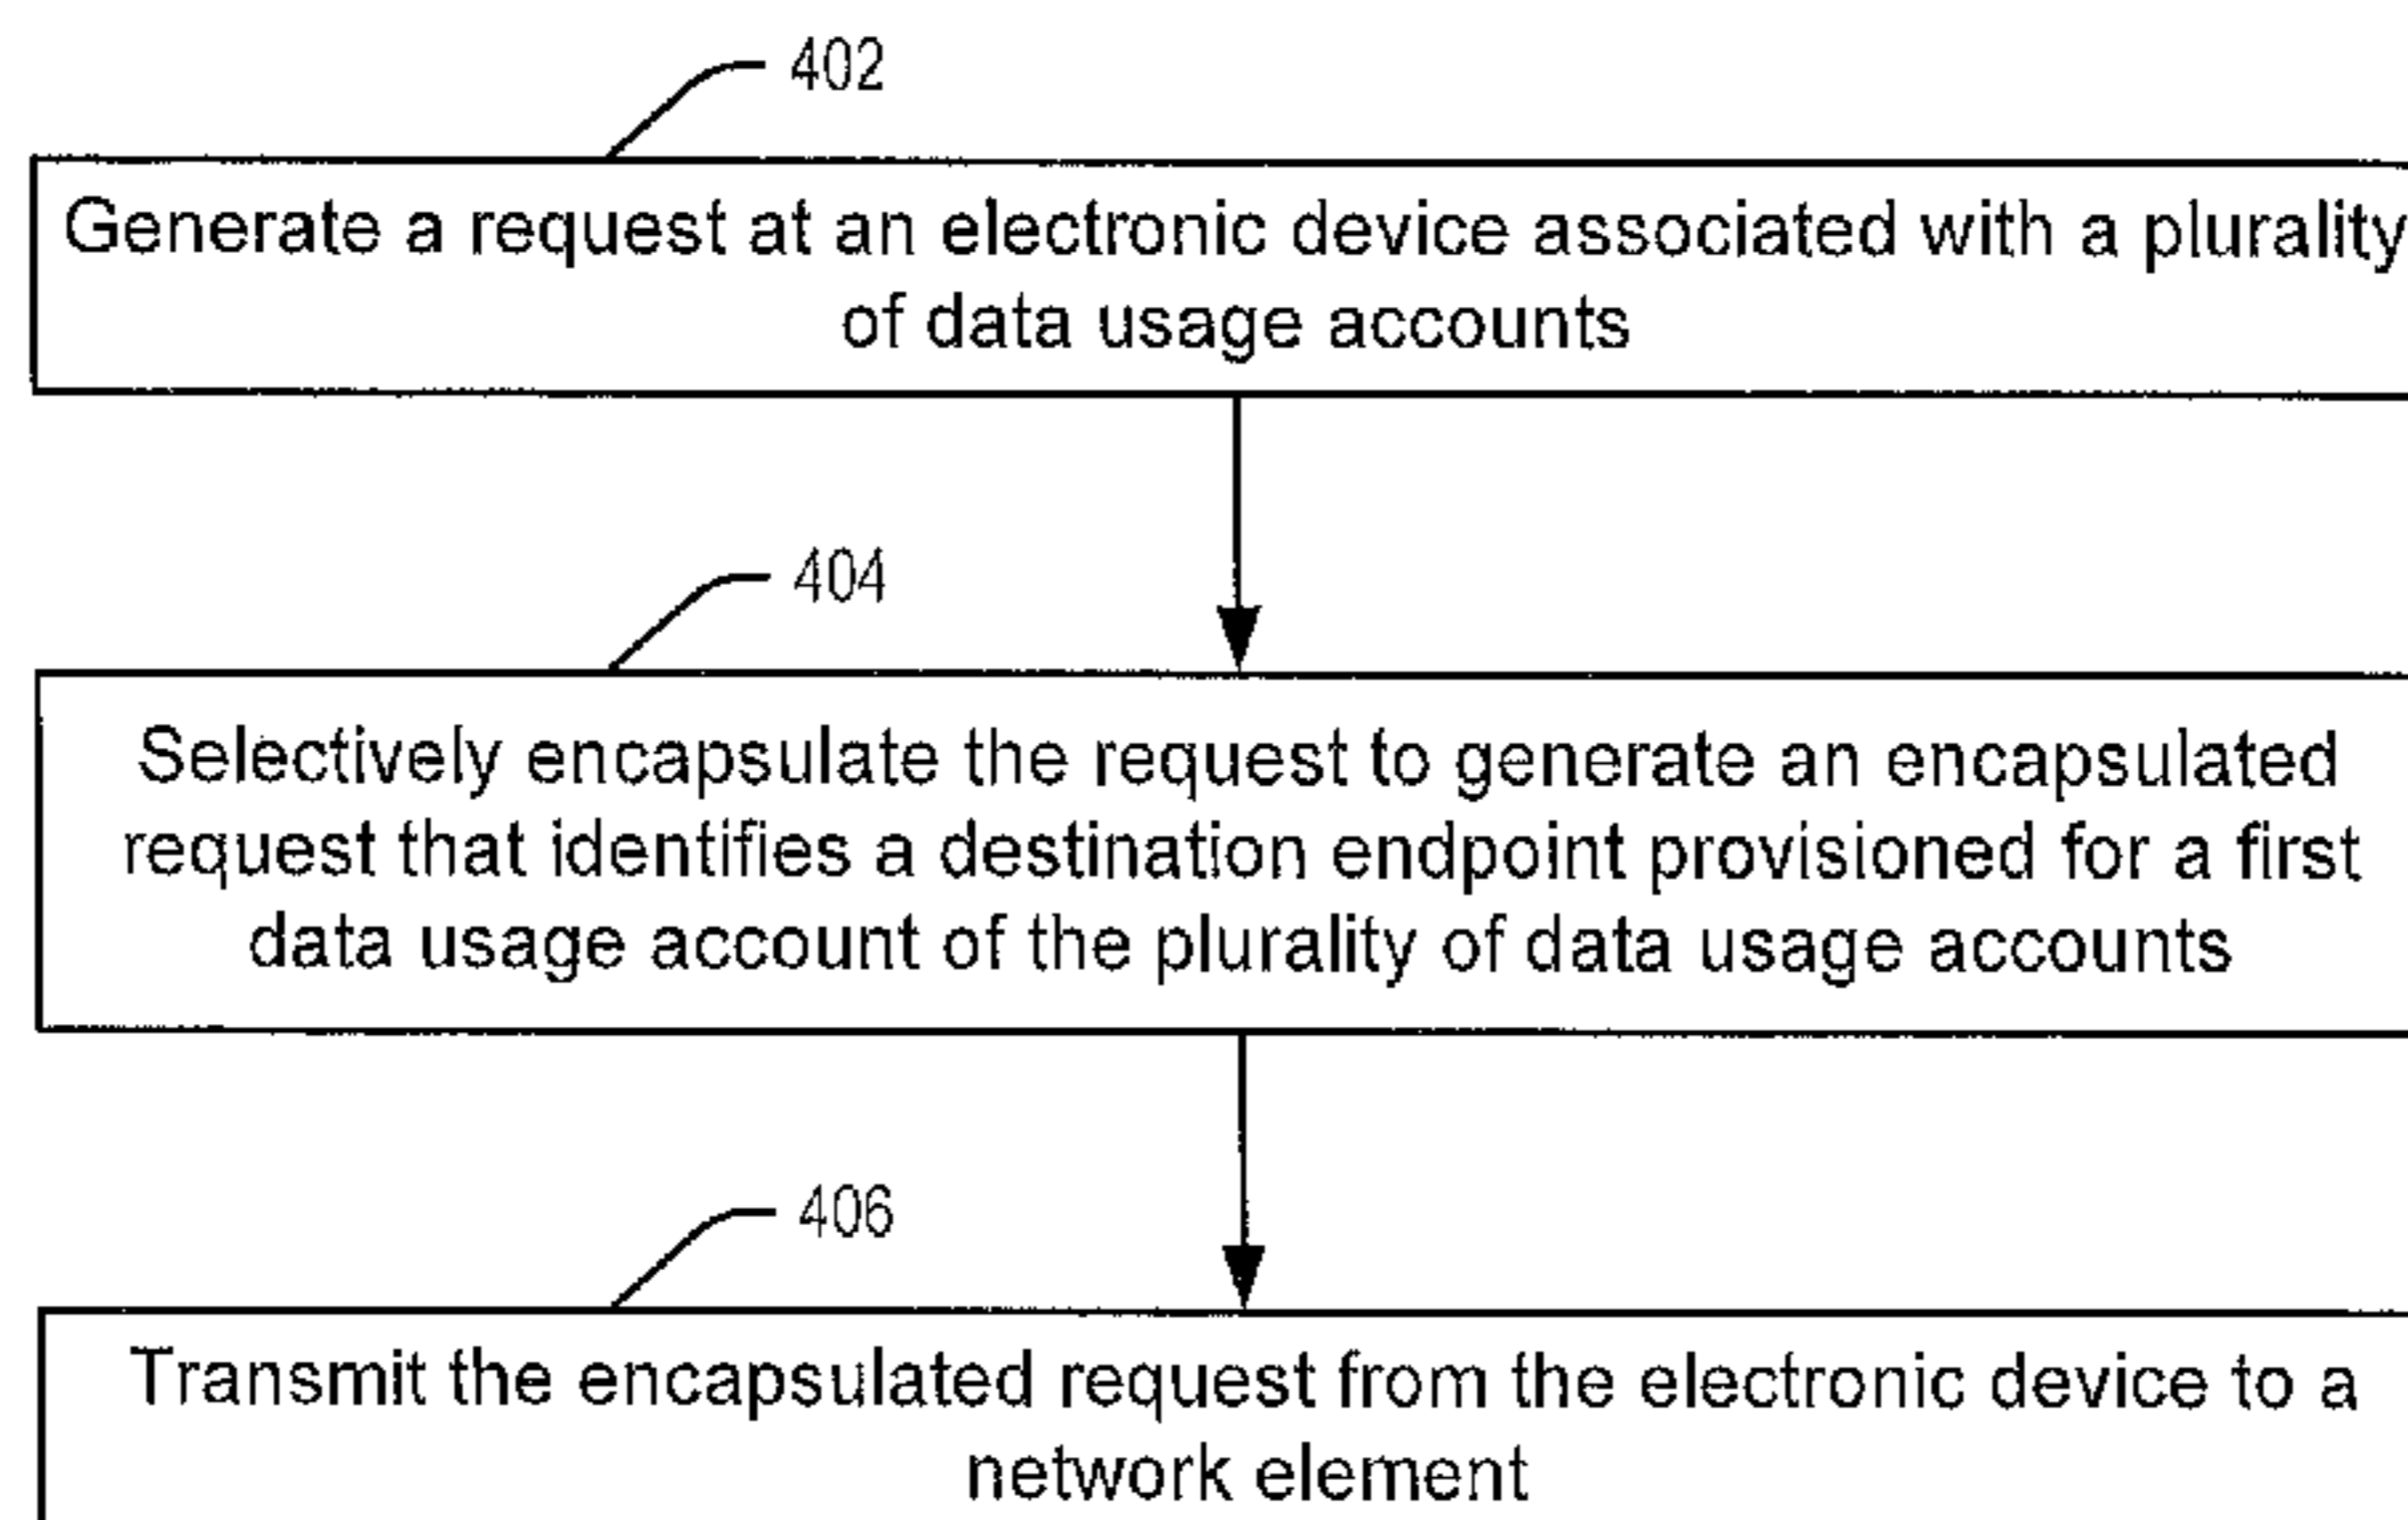 402
Generate a request at an electronic device associated with a plurality
of data usage accounts
404
Selectively encapsulate the request to generate an encapsulated
request that identifies a destination endpoint provisioned for a first
data usage account of the plurality of data usage accounts
406
Transmit the encapsulated request from the electronic device to a
network element